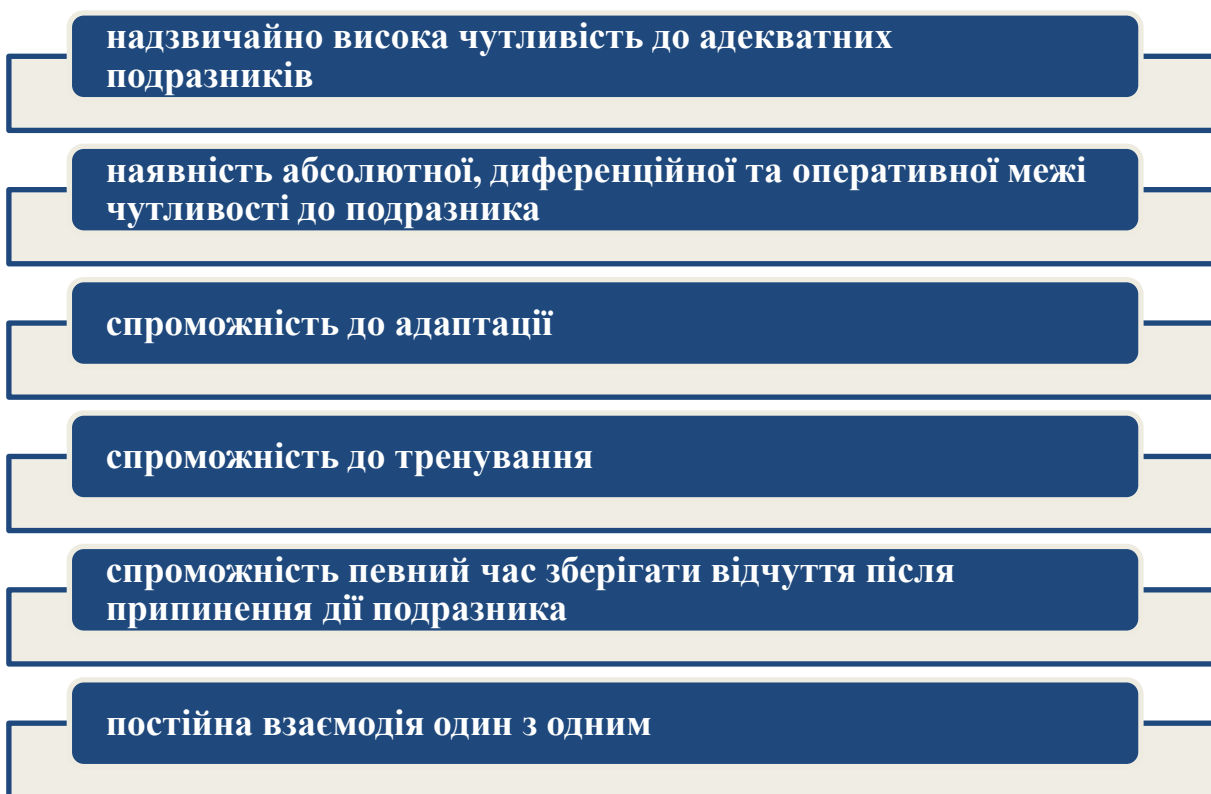 надзвичайно висока чутливість до адекватних
подразників
наявність абсолютної, диференційної та оперативної межі
чутливості до подразника
спроможність до адаптації
спроможність до тренування
спроможність певний час зберігати відчуття після
припинення дії подразника
постійна взаємодія один з одним